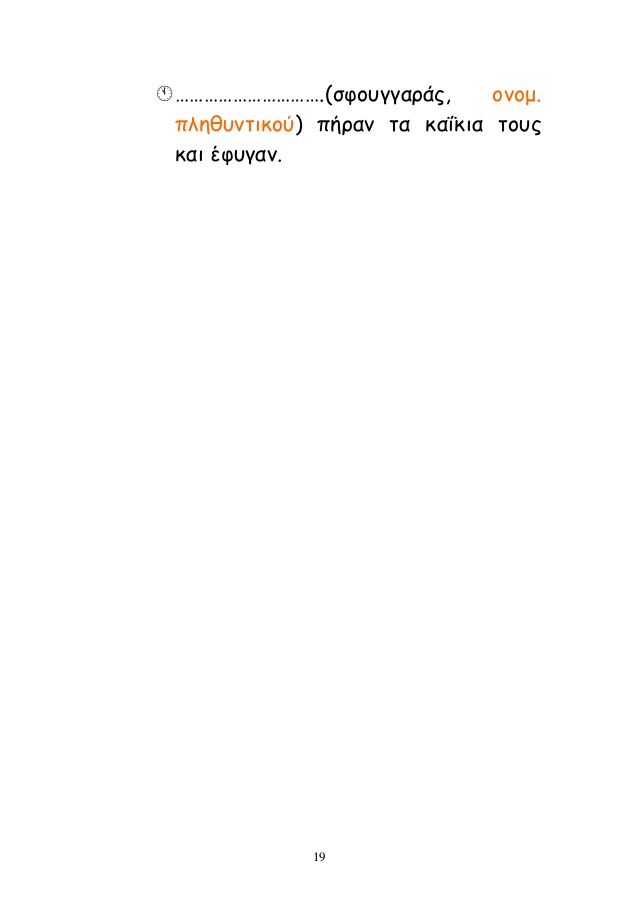 🕚………………………….(σφουγγαράς, ονομ.
πληθυντικού) πήραν τα καΐκια τους
και έφυγαν.
19